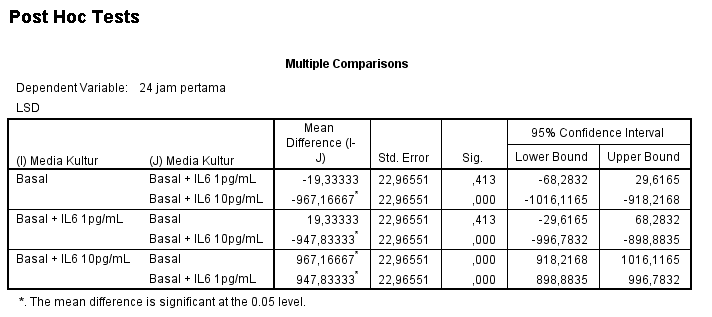 Post Hoc Tests
Multiple Comparisons
Dependent Variable: 24 jam pertama
LSD
(I) Media Kultur (J) Media Kultur Mean Difference (I-J) Std. Error Sig. 95% Confidence Interval
Lower Bound Upper Bound
Basal Basal + IL6 1pg/mL -19,33333 22,96551 ,413 -68,2832 29,6165
Basal + IL6 10pg/mL -967,16667* 22,96551 ,000 -1016,1165 -918,2168
Basal + IL6 1pg/mL Basal 19,33333 22,96551 ,413 -29,6165 68,2832
Basal + IL6 10pg/mL -947,83333* 22,96551 ,000 -996,7832 -898,8835
Basal + IL6 10pg/mL Basal 967,16667* 22,96551 ,000 918,2168 1016,1165
Basal + IL6 1pg/mL 947,83333* 22,96551 ,000 898,8835 996,7832
*. The mean difference is significant at the 0.05 level.